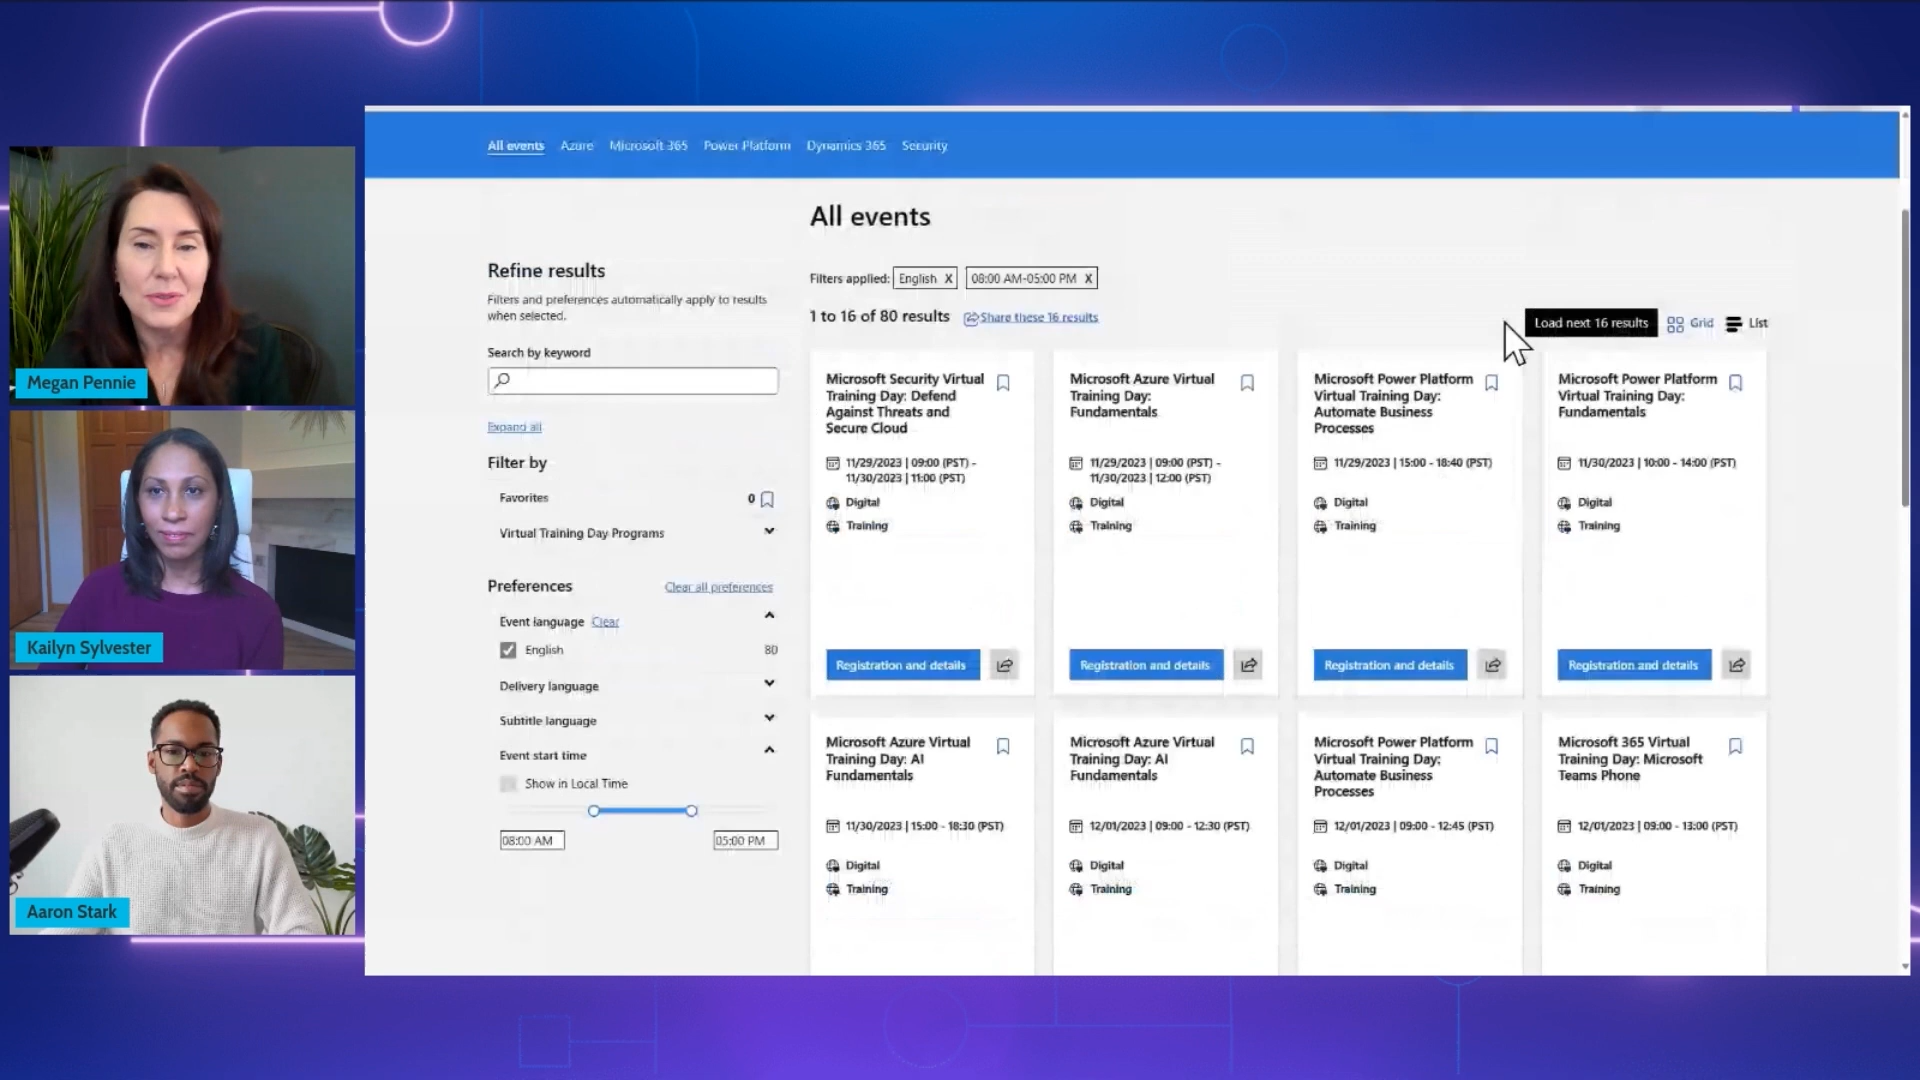 All events Azure Microsoft 365 Power Platform Dynamics 365 Security
All events
Refine results
Filters and preferences automatically apply to results
when selected.
Search by keyword
Expand all
Filter by
Favorites 0
Virtual Training Day Programs
Preferences Clear all preferences
Event language Clear
English 80
Delivery language
Subtitle language
Event start time
Show in Local Time
08:00 AM 05:00 PM
Filters applied: English X 08:00 AM-05:00 PM X
1 to 16 of 80 results Share these 16 results
Load next 16 results Grid List
Microsoft Security Virtual
Training Day: Defend
Against Threats and
Secure Cloud
11/29/2023 | 09:00 (PST) -
11/30/2023 | 11:00 (PST)
Digital
Training
Registration and details
Microsoft Azure Virtual
Training Day:
Fundamentals
11/29/2023 | 09:00 (PST) -
11/30/2023 | 12:00 (PST)
Digital
Training
Registration and details
Microsoft Power Platform
Virtual Training Day:
Automate Business
Processes
11/29/2023 | 15:00 - 18:40 (PST)
Digital
Training
Registration and details
Microsoft Power Platform
Virtual Training Day:
Fundamentals
11/30/2023 | 10:00 - 14:00 (PST)
Digital
Training
Registration and details
Microsoft Azure Virtual
Training Day: AI
Fundamentals
11/30/2023 | 15:00 - 18:30 (PST)
Digital
Training
Microsoft Azure Virtual
Training Day: AI
Fundamentals
12/01/2023 | 09:00 - 12:30 (PST)
Digital
Training
Microsoft Power Platform
Virtual Training Day:
Automate Business
Processes
12/01/2023 | 09:00 - 12:45 (PST)
Digital
Training
Microsoft 365 Virtual
Training Day: Microsoft
Teams Phone
12/01/2023 | 09:00 - 13:00 (PST)
Digital
Training
Megan Pennie
Kailyn Sylvester
Aaron Stark